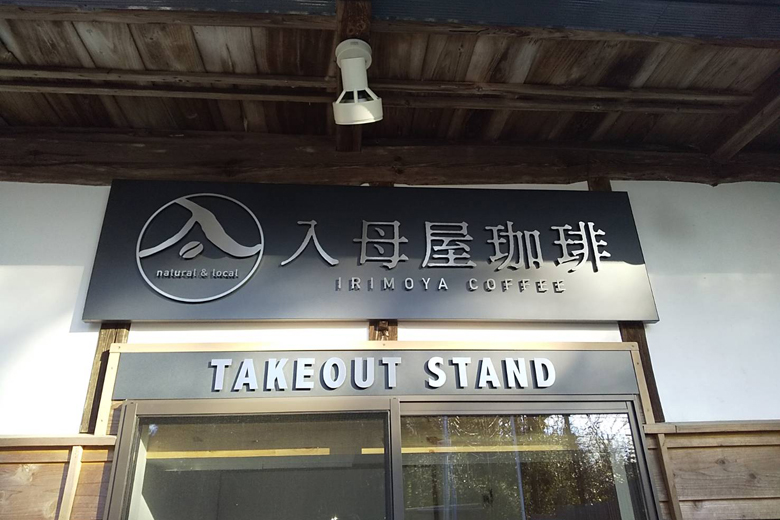 natural & local
入母屋珈琲
IRIMOYA COFFEE
TAKEOUT STAND